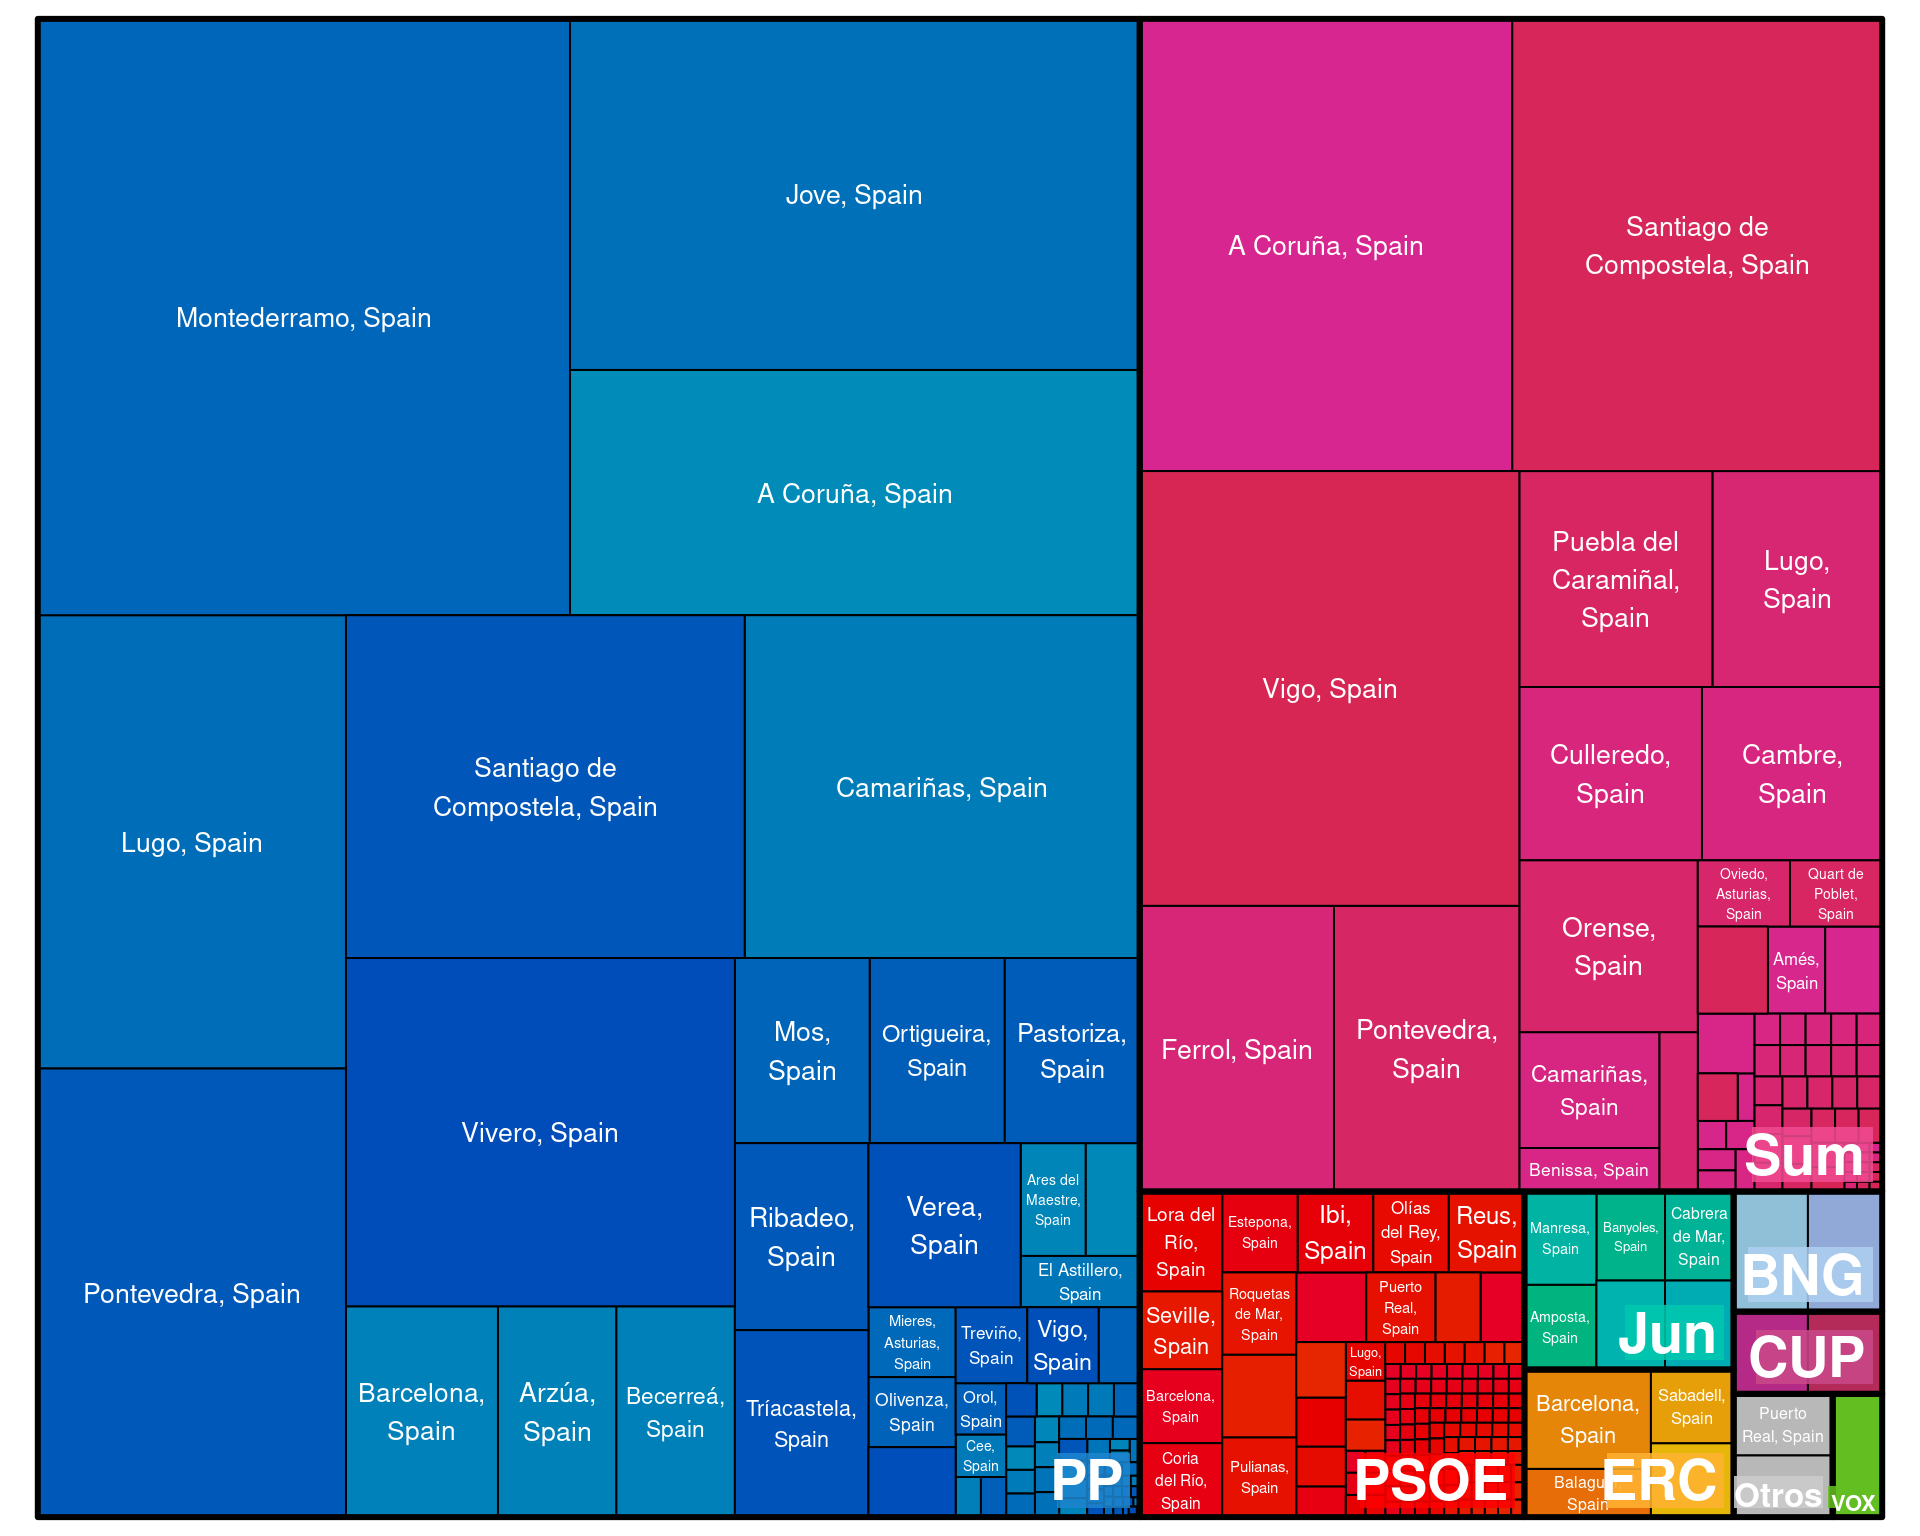 Montederramo, Spain
Jove, Spain
A Coruña, Spain
Lugo, Spain
Santiago de
Compostela, Spain
Camariñas, Spain
Pontevedra, Spain
Vivero, Spain
Mos,
Spain
Ortigueira,
Spain
Pastoriza,
Spain
Ribadeo,
Spain
Verea,
Spain
Ares del
Maestre,
Spain
El Astillero,
Spain
Barcelona,
Spain
Arzúa,
Spain
Becerreá,
Spain
Tríacastela,
Spain
Mieres,
Asturias,
Spain
Treviño,
Spain
Vigo,
Spain
Olivenza,
Spain
Orol,
Spain
Cee,
Spain
PP
A Coruña, Spain
Santiago de
Compostela, Spain
Vigo, Spain
Puebla del
Caramiñal,
Spain
Lugo,
Spain
Culleredo,
Spain
Cambre,
Spain
Ferrol, Spain
Pontevedra,
Spain
Orense,
Spain
Oviedo,
Asturias,
Spain
Quart de
Poblet,
Spain
Amés,
Spain
Camariñas,
Spain
Benissa, Spain
Sum
Lora del
Río,
Spain
Estepona,
Spain
Ibi,
Spain
Olías
del Rey,
Spain
Reus,
Spain
Seville,
Spain
Roquetas
de Mar,
Spain
Puerto
Real,
Spain
Lugo,
Spain
Barcelona,
Spain
Coria
del Río,
Spain
Pulianas,
Spain
PSOE
Manresa,
Spain
Banyoles,
Spain
Cabrera
de Mar,
Spain
Amposta,
Spain
Jun
Barcelona,
Spain
Sabadell,
Spain
Spain
ERC
BNG
CUP
Puerto
Real, Spain
Otros
VOX